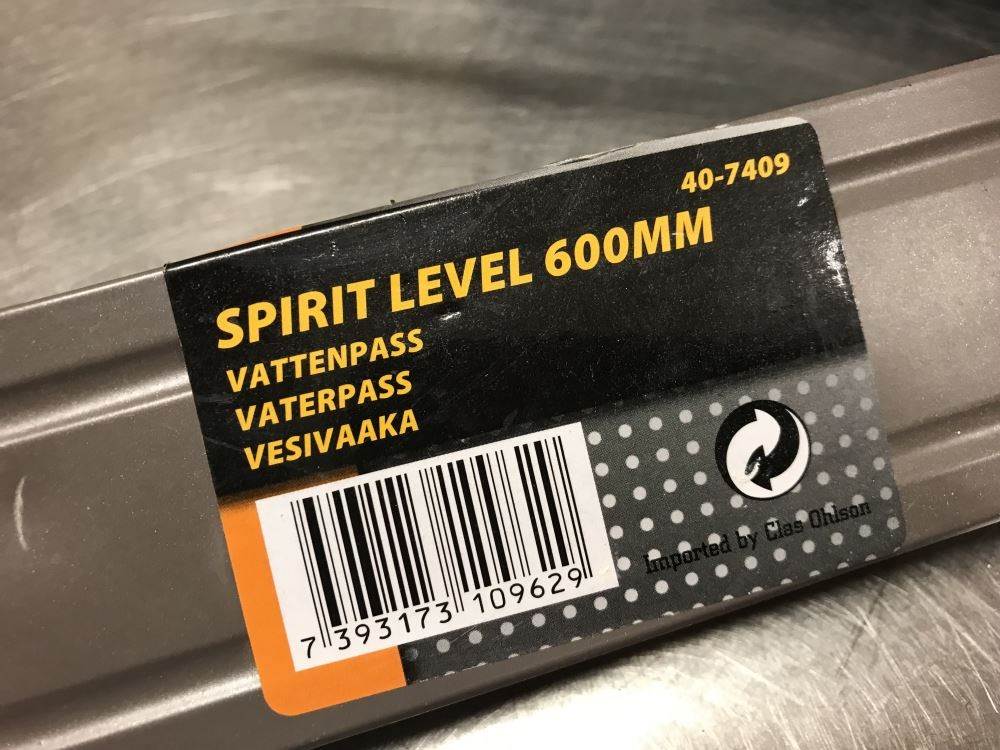 40-7409
SPIRIT LEVEL 600MM
VATTENPASS
VATERPASS
VESIVAAKA
7 393173 109629
Imported by Clas Ohlson